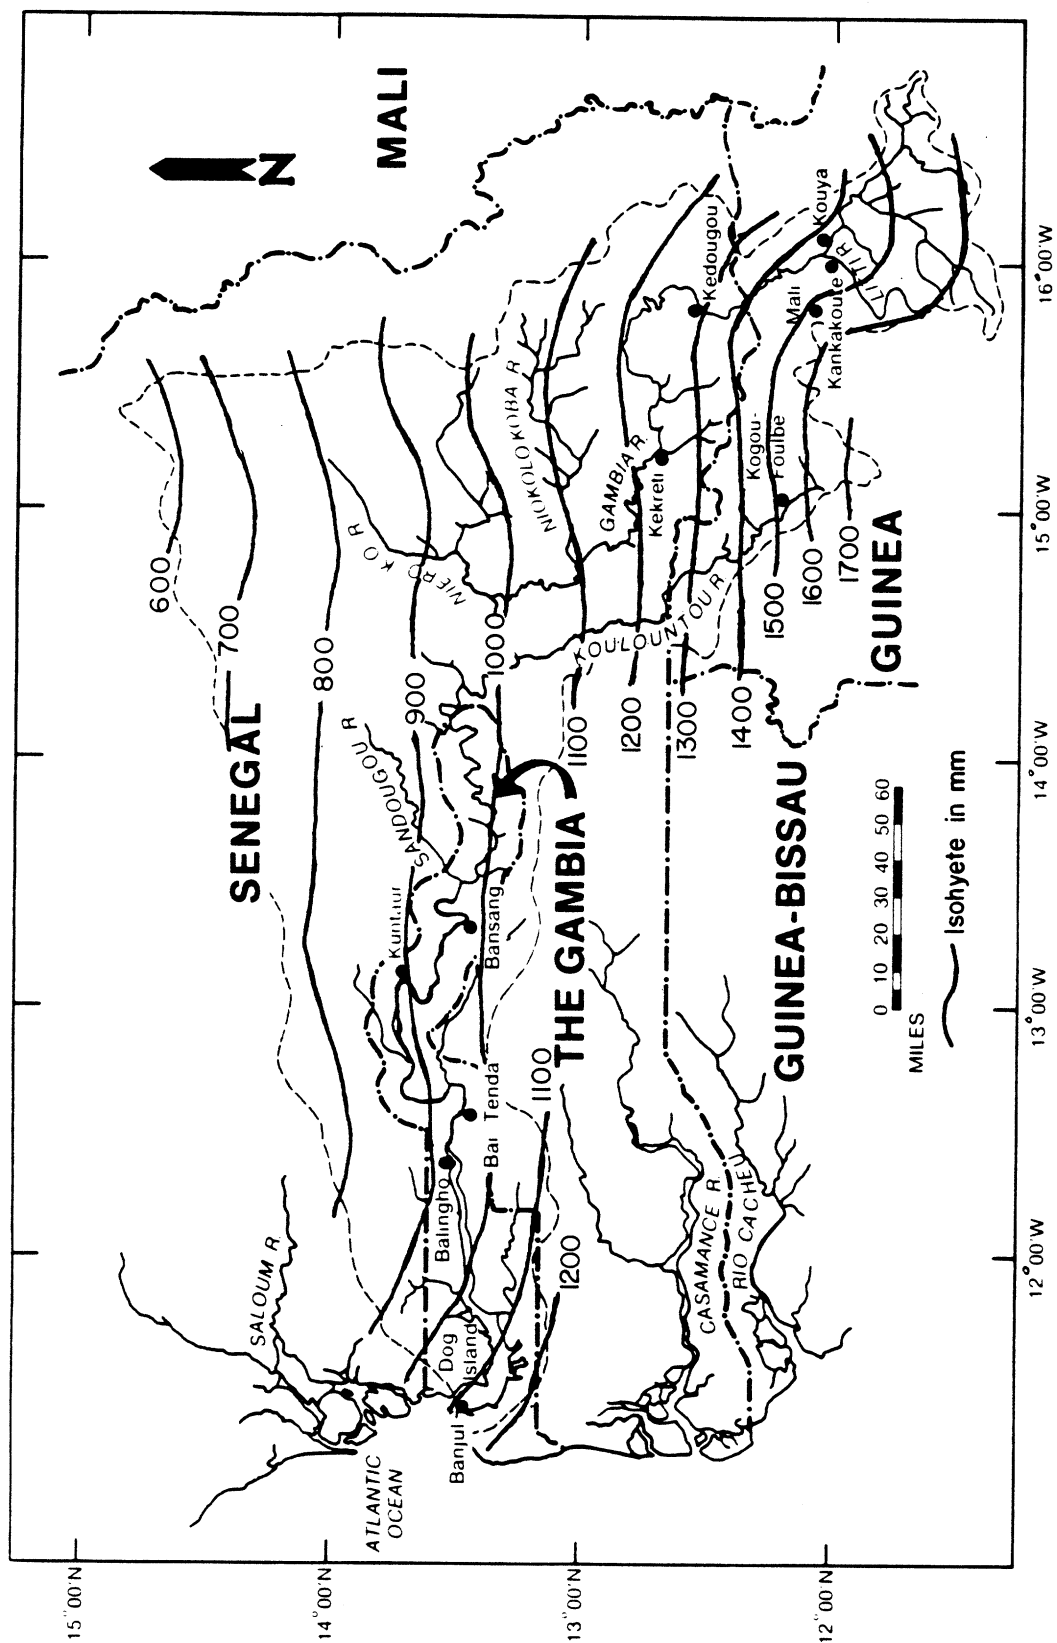 15°00'N
14°00'N
13°00'N
12°00'N
16°00'W
15°00'W
14°00'W
13°00'W
12°00'W
N
MALI
SENEGAL
THE GAMBIA
GUINEA-BISSAU
GUINEA
ATLANTIC
OCEAN
SALOUM R.
SANDOUGOU R
NIERO KO R
NIOKOLO KOBA R
GAMBIA R.
KOULOUNTOU R
LITI R
CASAMANCE R.
RIO CACHEU
Banjul
Dog
Island
Balingho
Bai Tenda
Kuntaur
Bansang
Kekreti
Kedougou
Kogou-
Foulbe
Mali
Kankakoute
Kouya
600
700
800
900
1000
1100
1200
1300
1400
1500
1600
1700
1100
1200
0 10 20 30 40 50 60
MILES
Isohyete in mm